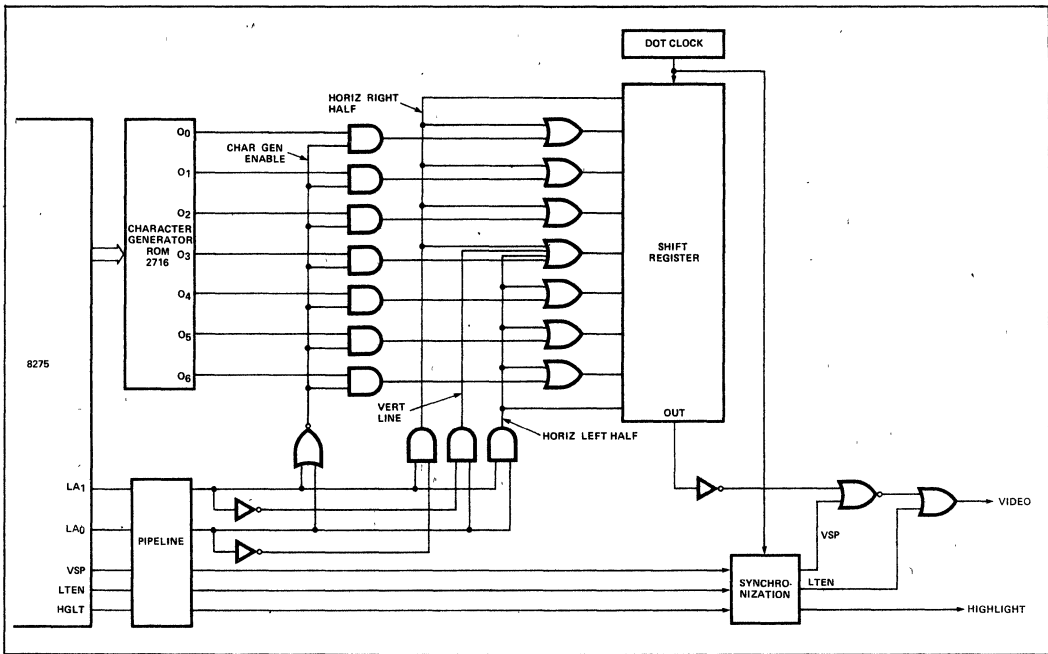 DOT CLOCK
HORIZ RIGHT
HALF
CHAR GEN
ENABLE
O0
O1
O2
O3
O4
O5
O6
CHARACTER
GENERATOR
ROM
2716
SHIFT
REGISTER
OUT
8275
VERT
LINE
HORIZ LEFT HALF
LA1
LA0
VSP
LTEN
HGLT
PIPELINE
VSP
LTEN
SYNCHRO-
NIZATION
VIDEO
HIGHLIGHT